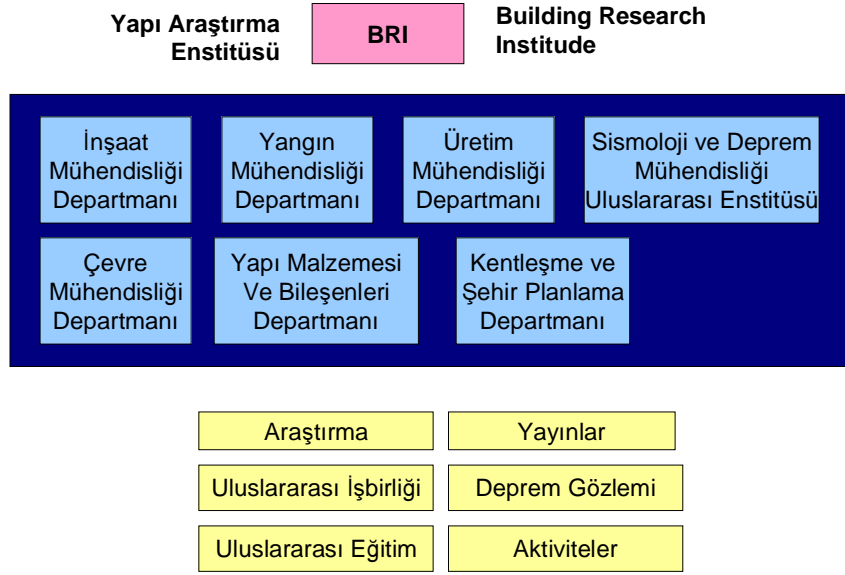 Yapı Araştırma
Enstitüsü
BRI
Building Research
Institude
İnşaat
Mühendisliği
Departmanı
Yangın
Mühendisliği
Departmanı
Üretim
Mühendisliği
Departmanı
Sismoloji ve Deprem
Mühendisliği
Uluslararası Enstitüsü
Çevre
Mühendisliği
Departmanı
Yapı Malzemesi
Ve Bileşenleri
Departmanı
Kentleşme ve
Şehir Planlama
Departmanı
Araştırma
Yayınlar
Uluslararası İşbirliği
Deprem Gözlemi
Uluslararası Eğitim
Aktiviteler